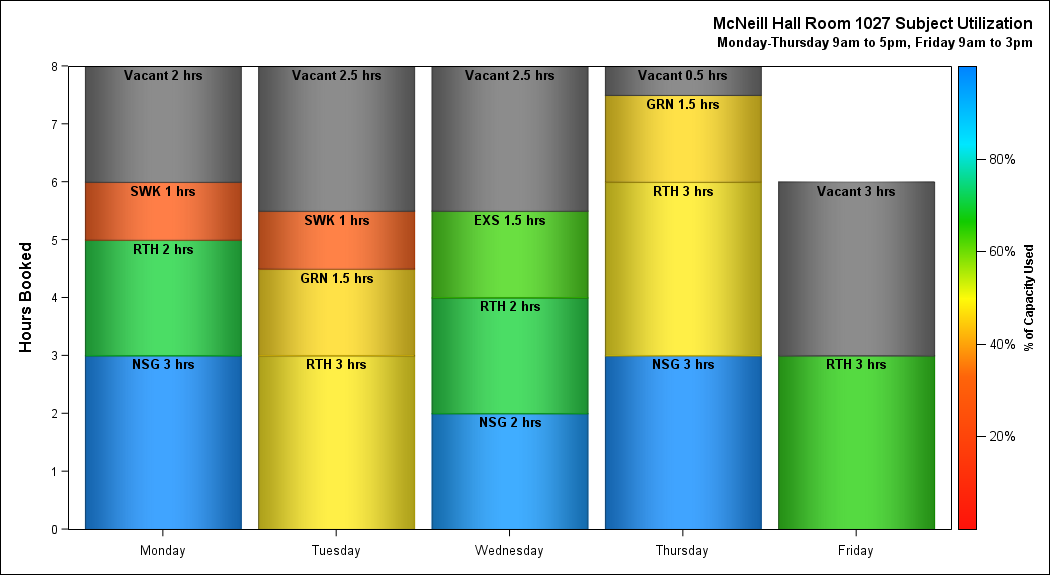 McNeill Hall Room 1027 Subject Utilization
Monday-Thursday 9am to 5pm, Friday 9am to 3pm
Hours Booked
8
7
6
5
4
3
2
1
0
Vacant 2 hrs
SWK 1 hrs
RTH 2 hrs
NSG 3 hrs
Vacant 2.5 hrs
SWK 1 hrs
GRN 1.5 hrs
RTH 3 hrs
Vacant 2.5 hrs
EXS 1.5 hrs
RTH 2 hrs
NSG 2 hrs
Vacant 0.5 hrs
GRN 1.5 hrs
RTH 3 hrs
NSG 3 hrs
Vacant 3 hrs
RTH 3 hrs
Monday
Tuesday
Wednesday
Thursday
Friday
80%
60%
40%
20%
% of Capacity Used